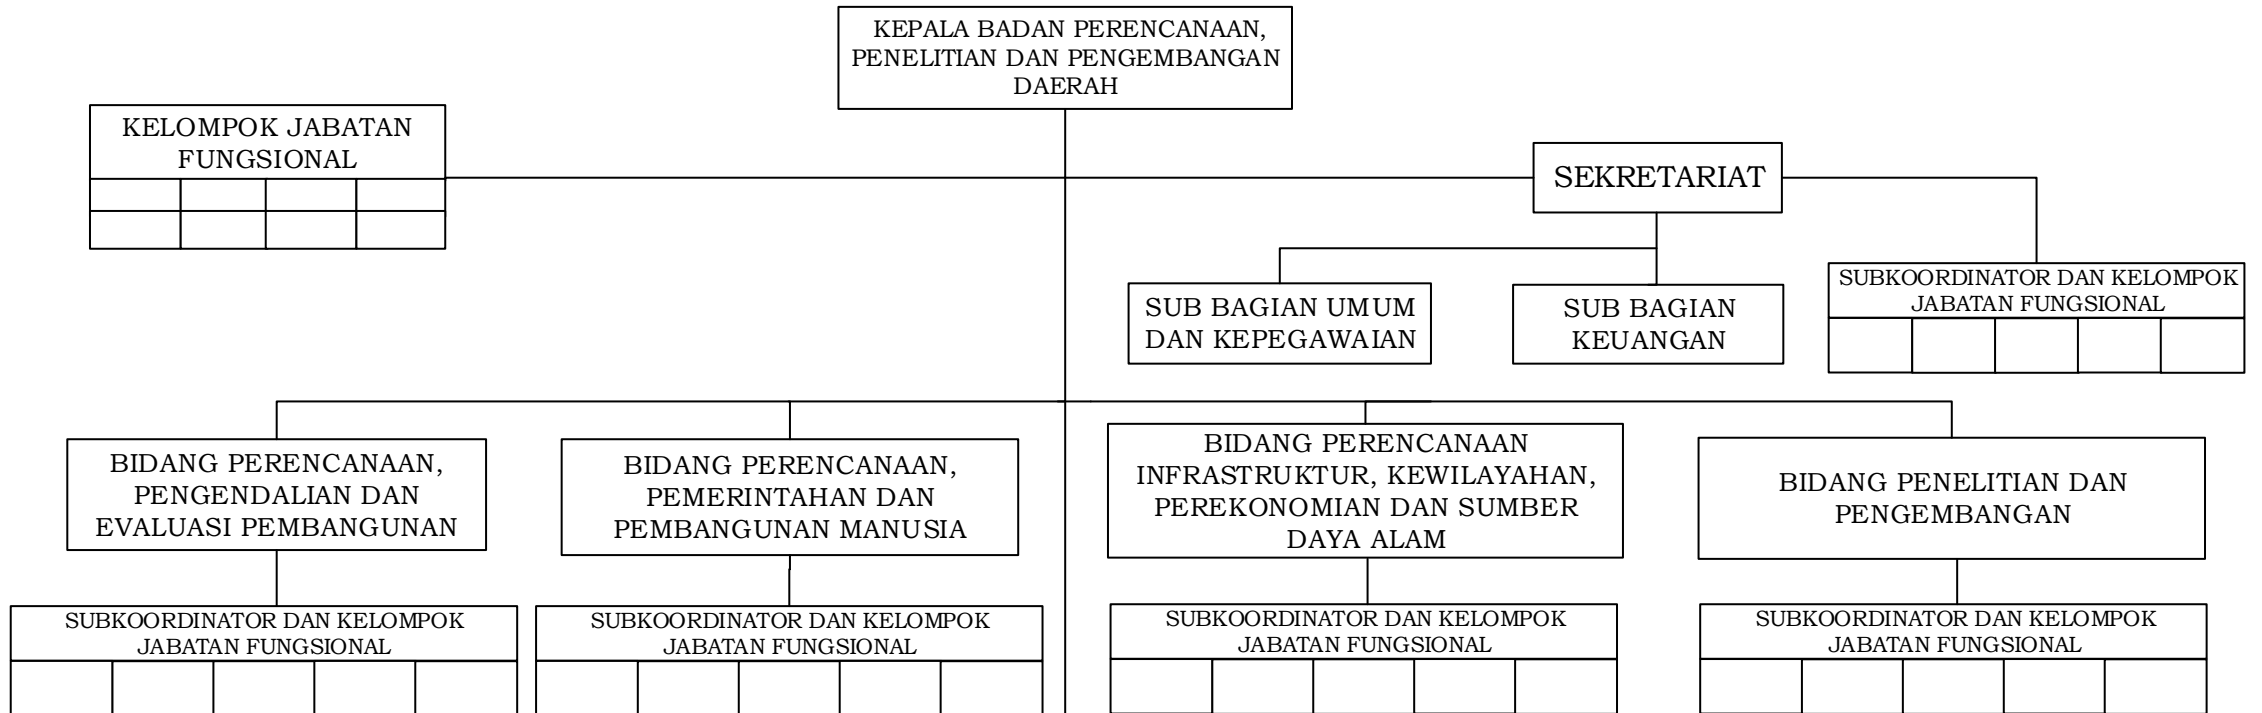 KEPALA BADAN PERENCANAAN,
PENELITIAN DAN PENGEMBANGAN
DAERAH
KELOMPOK JABATAN
FUNGSIONAL
SEKRETARIAT
SUB BAGIAN UMUM
DAN KEPEGAWAIAN
SUB BAGIAN
KEUANGAN
SUBKOORDINATOR DAN KELOMPOK
JABATAN FUNGSIONAL
BIDANG PERENCANAAN,
PENGENDALIAN DAN
EVALUASI PEMBANGUNAN
BIDANG PERENCANAAN,
PEMERINTAHAN DAN
PEMBANGUNAN MANUSIA
BIDANG PERENCANAAN
INFRASTRUKTUR, KEWILAYAHAN,
PEREKONOMIAN DAN SUMBER
DAYA ALAM
BIDANG PENELITIAN DAN
PENGEMBANGAN
SUBKOORDINATOR DAN KELOMPOK
JABATAN FUNGSIONAL
SUBKOORDINATOR DAN KELOMPOK
JABATAN FUNGSIONAL
SUBKOORDINATOR DAN KELOMPOK
JABATAN FUNGSIONAL
SUBKOORDINATOR DAN KELOMPOK
JABATAN FUNGSIONAL